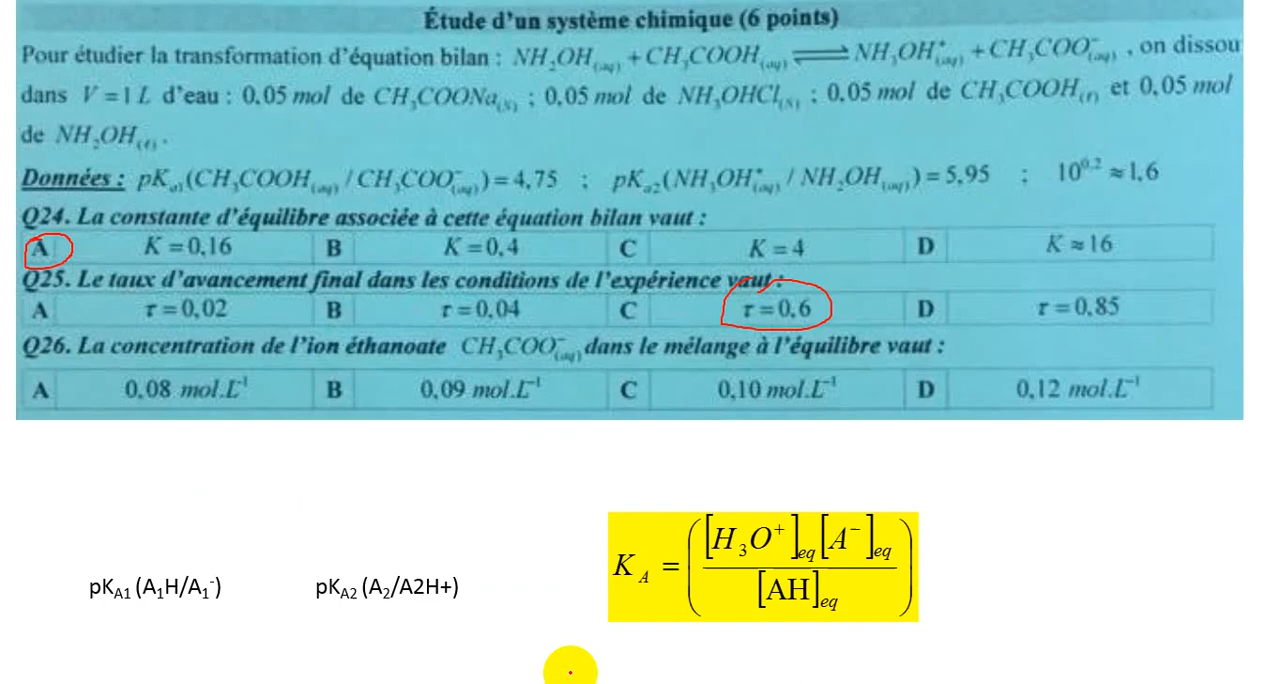 Étude d'un système chimique (6 points)
Pour étudier la transformation d'équation bilan : NH₂OH(aq) + CH₃COOH(aq) ⇌ NH₃OH⁺(aq) + CH₃COO⁻(aq) , on dissou
dans V = 1 L d'eau : 0,05 mol de CH₃COONa(S) ; 0,05 mol de NH₃OHCl(S) ; 0,05 mol de CH₃COOH(ℓ) et 0,05 mol
de NH₂OH(ℓ) .
Données : pKa1(CH₃COOH(aq) / CH₃COO⁻(aq)) = 4,75 ; pKa2(NH₃OH⁺(aq) / NH₂OH(aq)) = 5,95 ; 10^0.2 ≈ 1,6
Q24. La constante d'équilibre associée à cette équation bilan vaut :
A K = 0,16 B K = 0,4 C K = 4 D K ≈ 16
Q25. Le taux d'avancement final dans les conditions de l'expérience vaut :
A τ = 0,02 B τ = 0,04 C τ = 0,6 D τ = 0,85
Q26. La concentration de l'ion éthanoate CH₃COO⁻(aq) dans le mélange à l'équilibre vaut :
A 0,08 mol.L⁻¹ B 0,09 mol.L⁻¹ C 0,10 mol.L⁻¹ D 0,12 mol.L⁻¹
K_A = ([H₃O⁺]eq [A⁻]eq / [AH]eq)
pKA1 (A₁H/A₁⁻) pKA2 (A₂/A2H+)